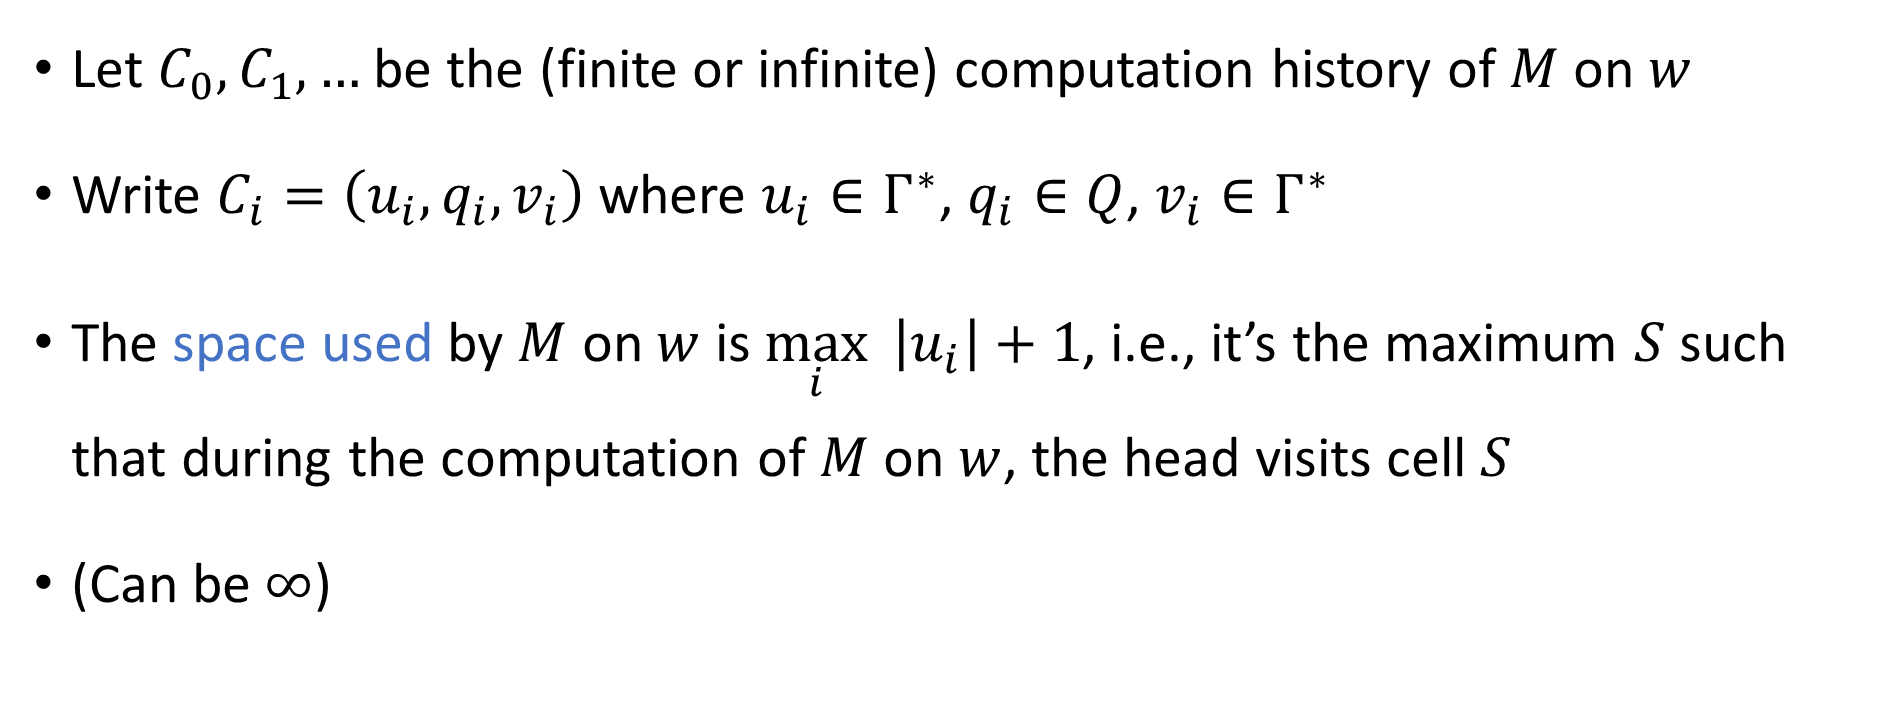 • Let C₀, C₁, … be the (finite or infinite) computation history of M on w
• Write Cᵢ = (uᵢ, qᵢ, vᵢ) where uᵢ ∈ Γ*, qᵢ ∈ Q, vᵢ ∈ Γ*
• The space used by M on w is maxᵢ |uᵢ| + 1, i.e., it’s the maximum S such
that during the computation of M on w, the head visits cell S
• (Can be ∞)